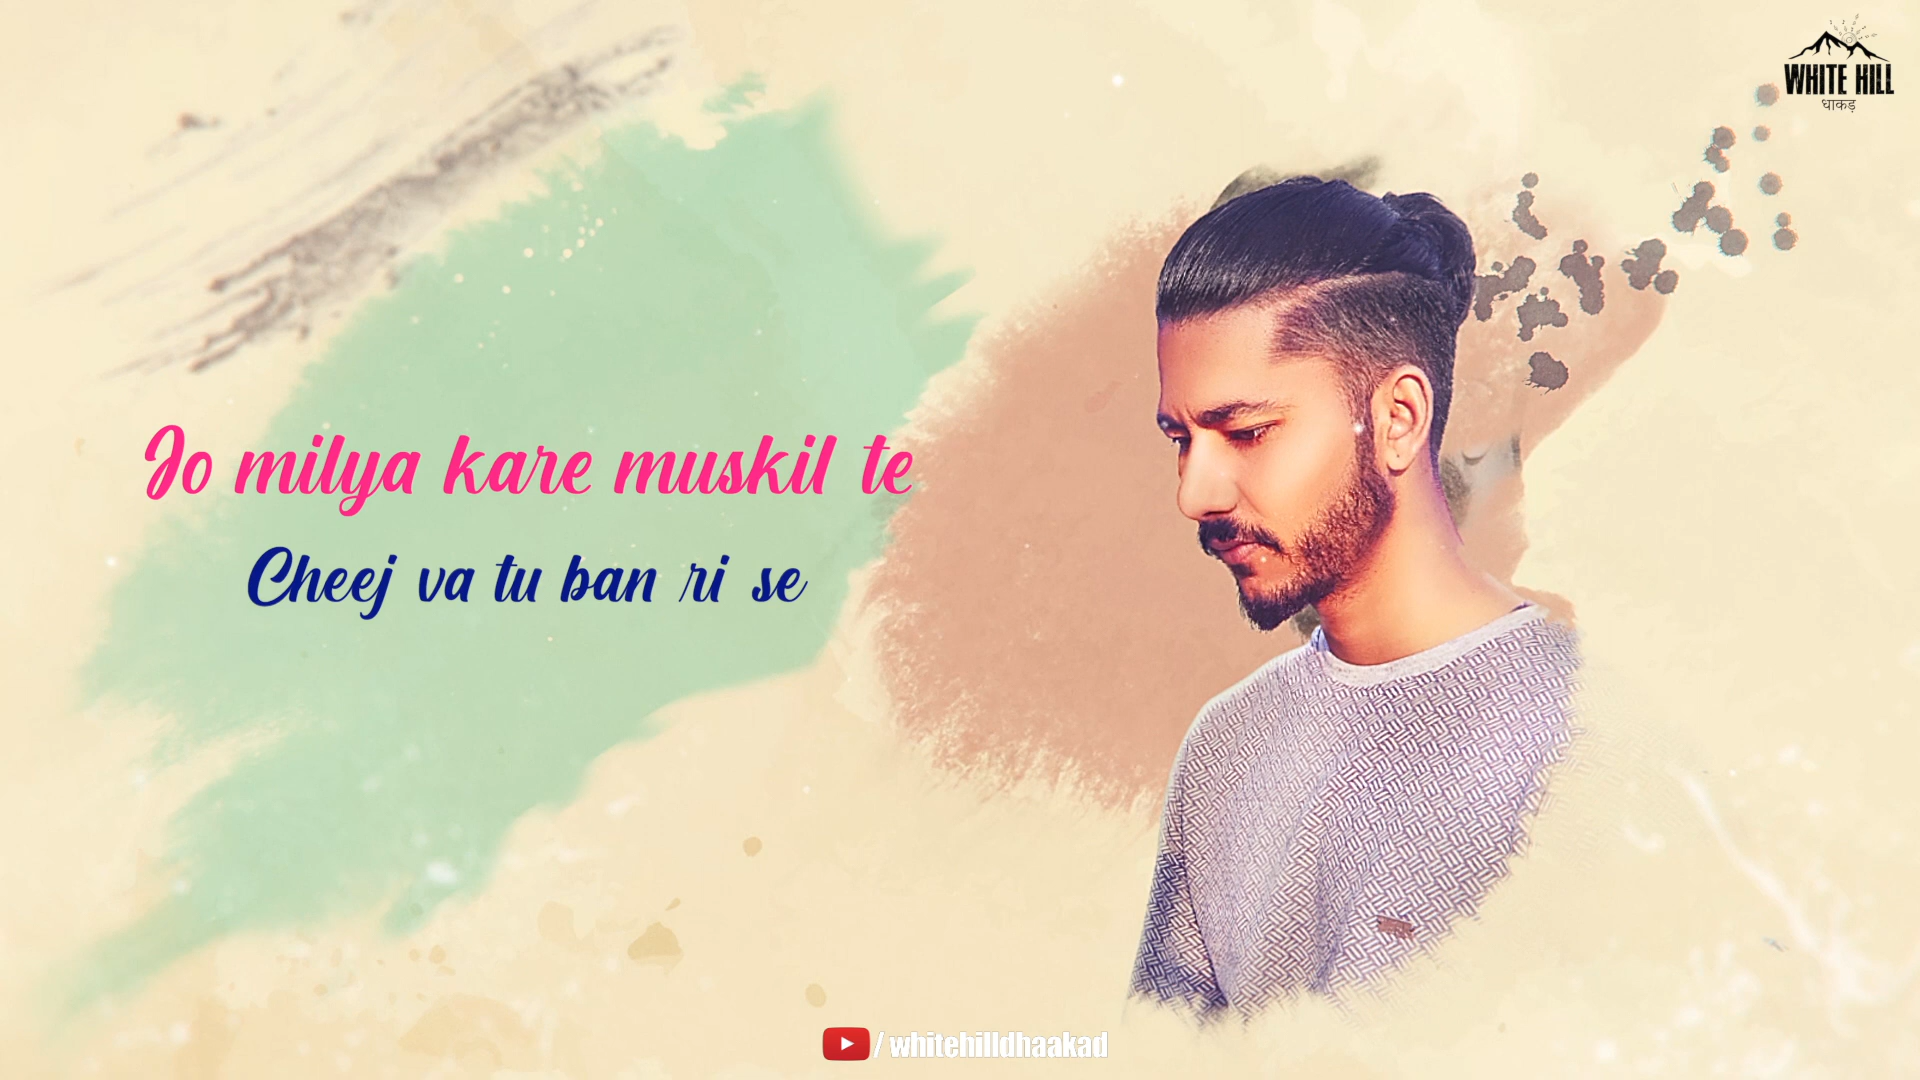 WHITE HILL
धाकड़
Jo milya kare muskil te
Cheej va tu ban ri se
/ whitehilldhaakad